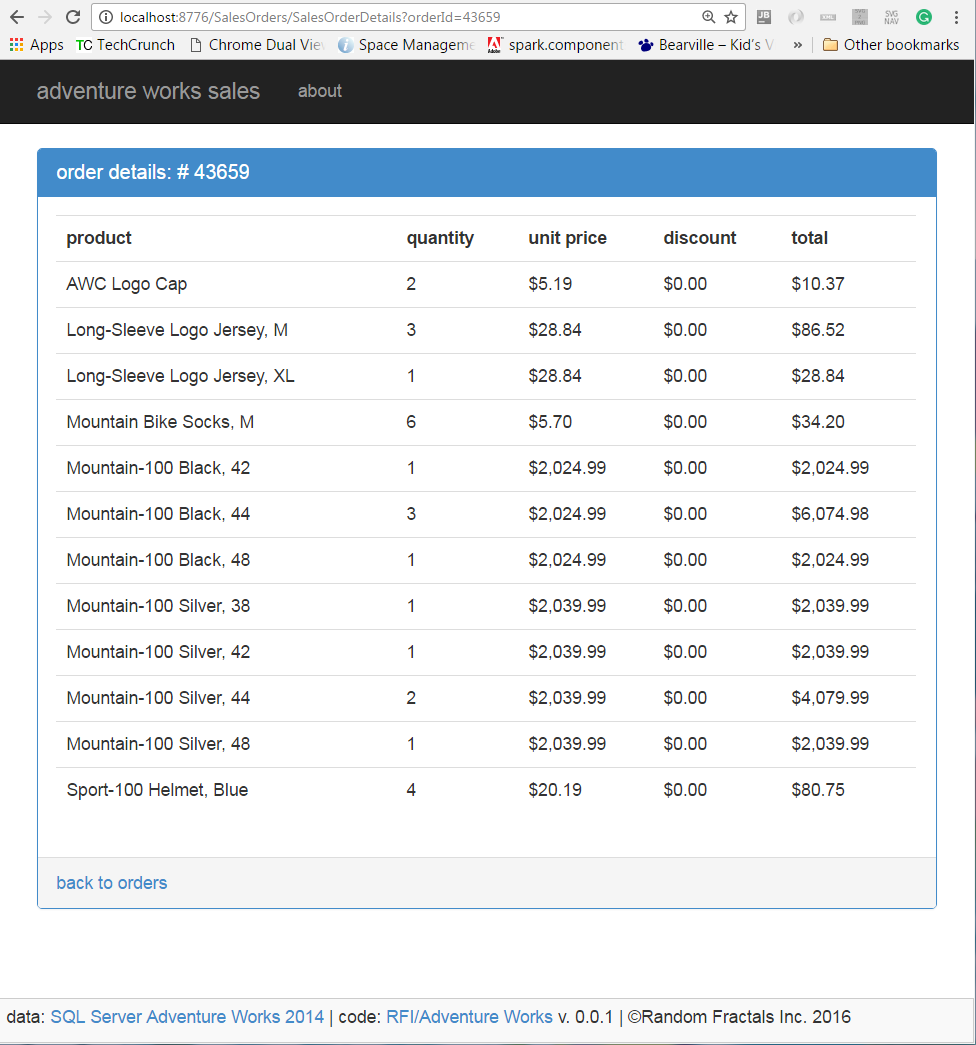 localhost:8776/SalesOrders/SalesOrderDetails?orderId=43659
Apps TC TechCrunch Chrome Dual Vie Space Manageme spark.component Bearville – Kid's V » Other bookmarks
adventure works sales about
order details: # 43659
product quantity unit price discount total
AWC Logo Cap 2 $5.19 $0.00 $10.37
Long-Sleeve Logo Jersey, M 3 $28.84 $0.00 $86.52
Long-Sleeve Logo Jersey, XL 1 $28.84 $0.00 $28.84
Mountain Bike Socks, M 6 $5.70 $0.00 $34.20
Mountain-100 Black, 42 1 $2,024.99 $0.00 $2,024.99
Mountain-100 Black, 44 3 $2,024.99 $0.00 $6,074.98
Mountain-100 Black, 48 1 $2,024.99 $0.00 $2,024.99
Mountain-100 Silver, 38 1 $2,039.99 $0.00 $2,039.99
Mountain-100 Silver, 42 1 $2,039.99 $0.00 $2,039.99
Mountain-100 Silver, 44 2 $2,039.99 $0.00 $4,079.99
Mountain-100 Silver, 48 1 $2,039.99 $0.00 $2,039.99
Sport-100 Helmet, Blue 4 $20.19 $0.00 $80.75
back to orders
data: SQL Server Adventure Works 2014 | code: RFI/Adventure Works v. 0.0.1 | ©Random Fractals Inc. 2016